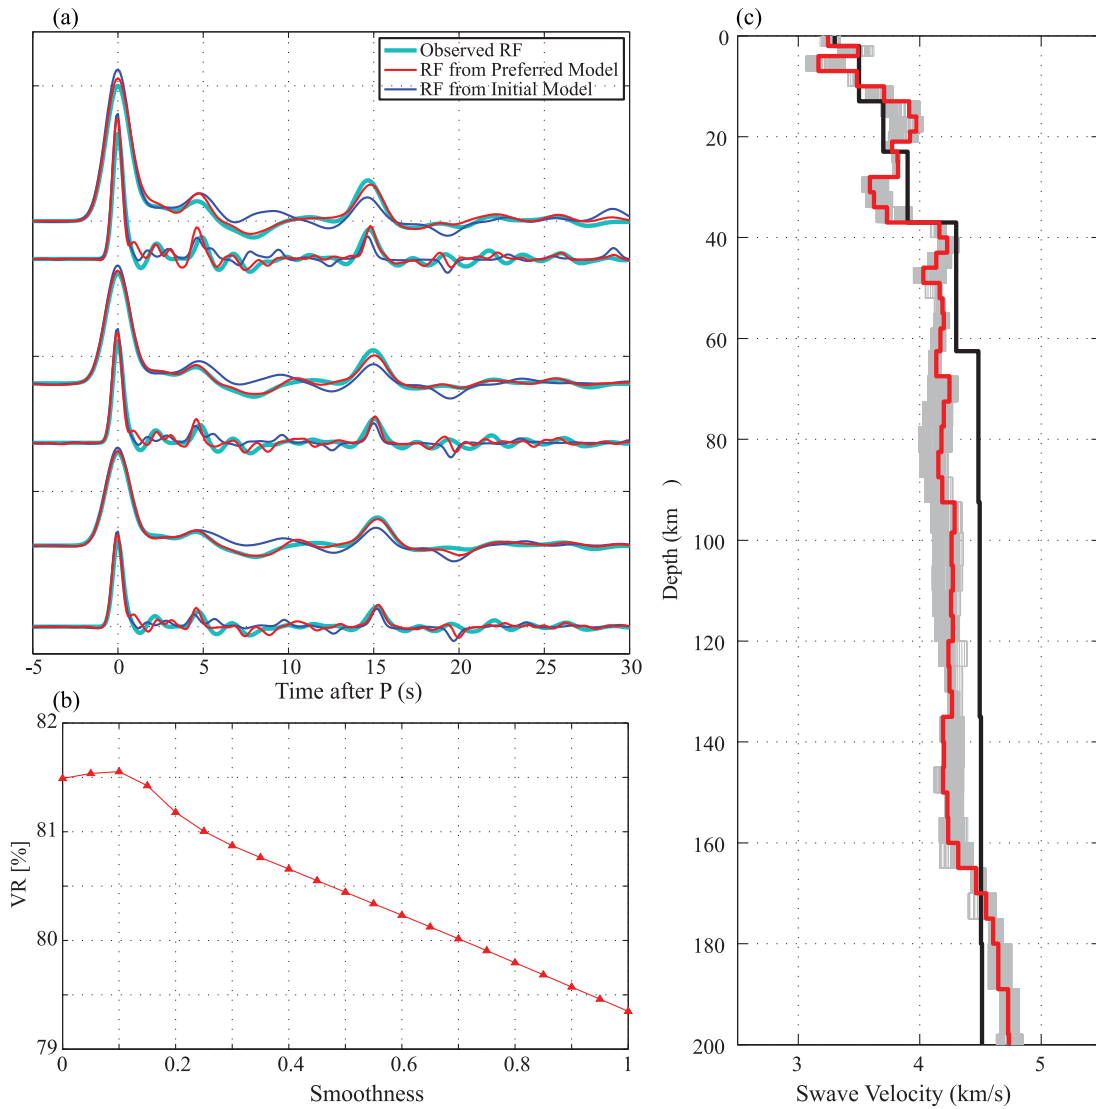 (a)
Observed RF
RF from Preferred Model
RF from Initial Model
-5 0 5 10 15 20 25 30
Time after P (s)
(b)
82
81
80
79
VR [%]
0 0.2 0.4 0.6 0.8 1
Smoothness
(c)
0
20
40
60
80
100
120
140
160
180
200
Depth (km )
3 4 5
Swave Velocity (km/s)